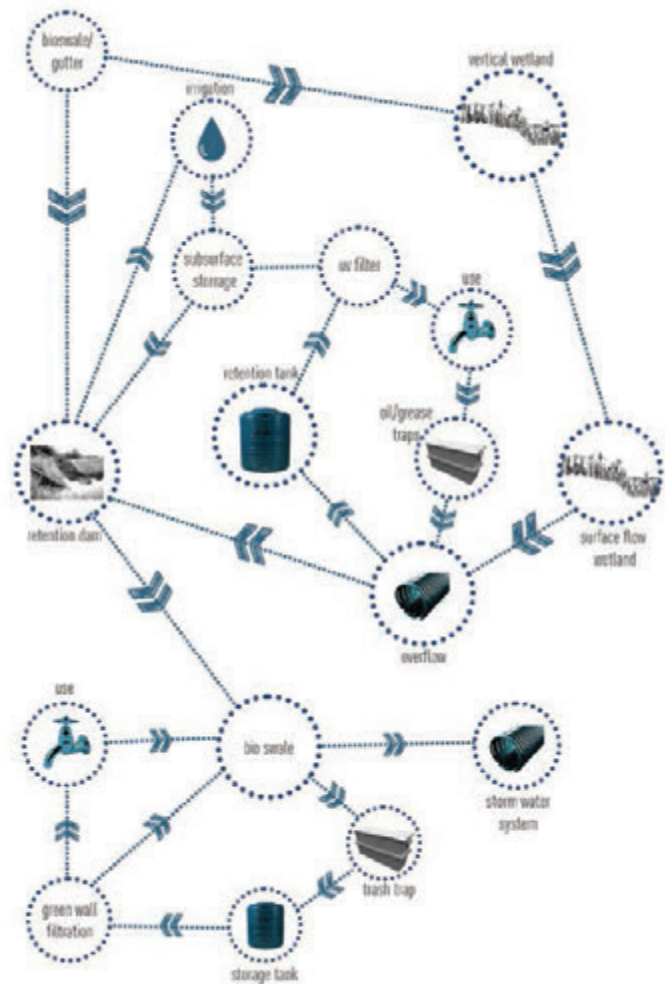 bioswale/
gutter
vertical wetland
irrigation
subsurface
storage
uv filter
use
retention tank
oil/grease
traps
retention dam
surface flow
wetland
overflow
use
bio swale
storm water
system
trash trap
green wall
filtration
storage tank